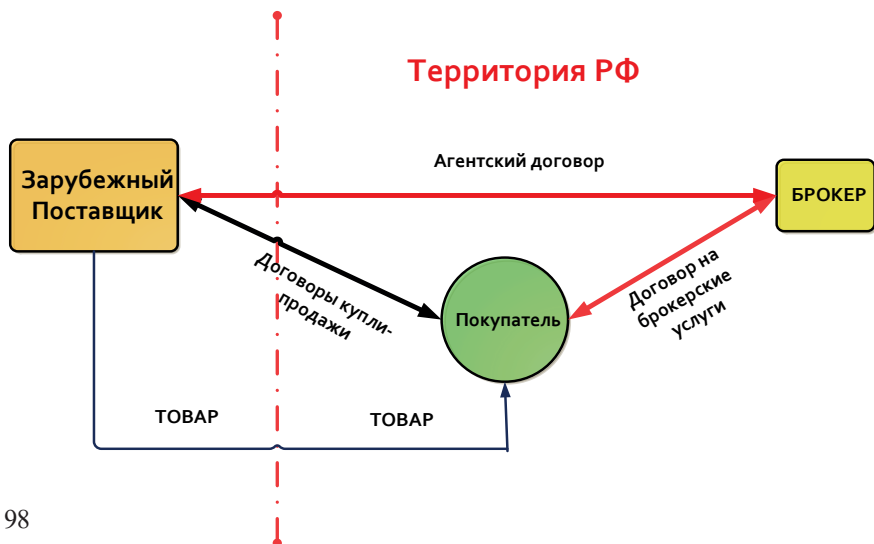 Территория РФ
Агентский договор
Зарубежный
Поставщик
БРОКЕР
Договоры купли-
продажи
Покупатель
Договор на
брокерские
услуги
ТОВАР
ТОВАР
98